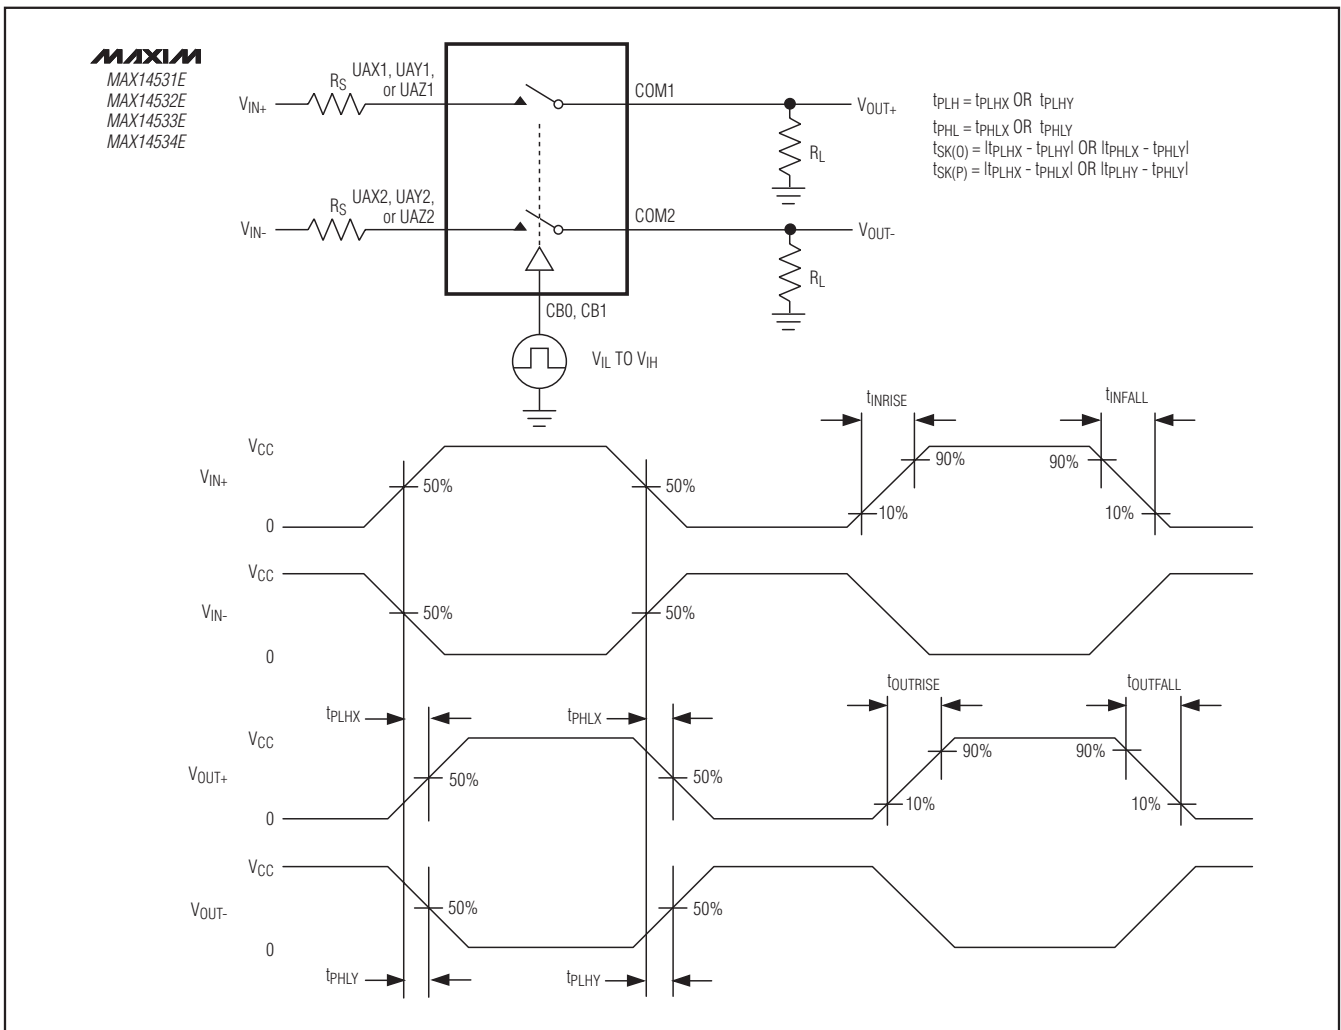 MAXIM
MAX14531E
MAX14532E
MAX14533E
MAX14534E
VIN+
RS
UAX1, UAY1,
or UAZ1
COM1
VOUT+
RL
tPLH = tPLHX OR tPLHY
tPHL = tPHLX OR tPHLY
tSK(O) = |tPLHX - tPLHY| OR |tPHLX - tPHLY|
tSK(P) = |tPLHX - tPHLX| OR |tPLHY - tPHLY|
VIN-
RS
UAX2, UAY2,
or UAZ2
COM2
VOUT-
RL
CB0, CB1
VIL TO VIH
tINRISE
tINFALL
VCC
VIN+
0
50%
50%
90%
10%
90%
10%
VCC
VIN-
0
50%
50%
tOUTRISE
tOUTFALL
tPLHX
tPHLX
VCC
VOUT+
0
50%
50%
90%
10%
90%
10%
VCC
VOUT-
0
50%
50%
tPHLY
tPLHY